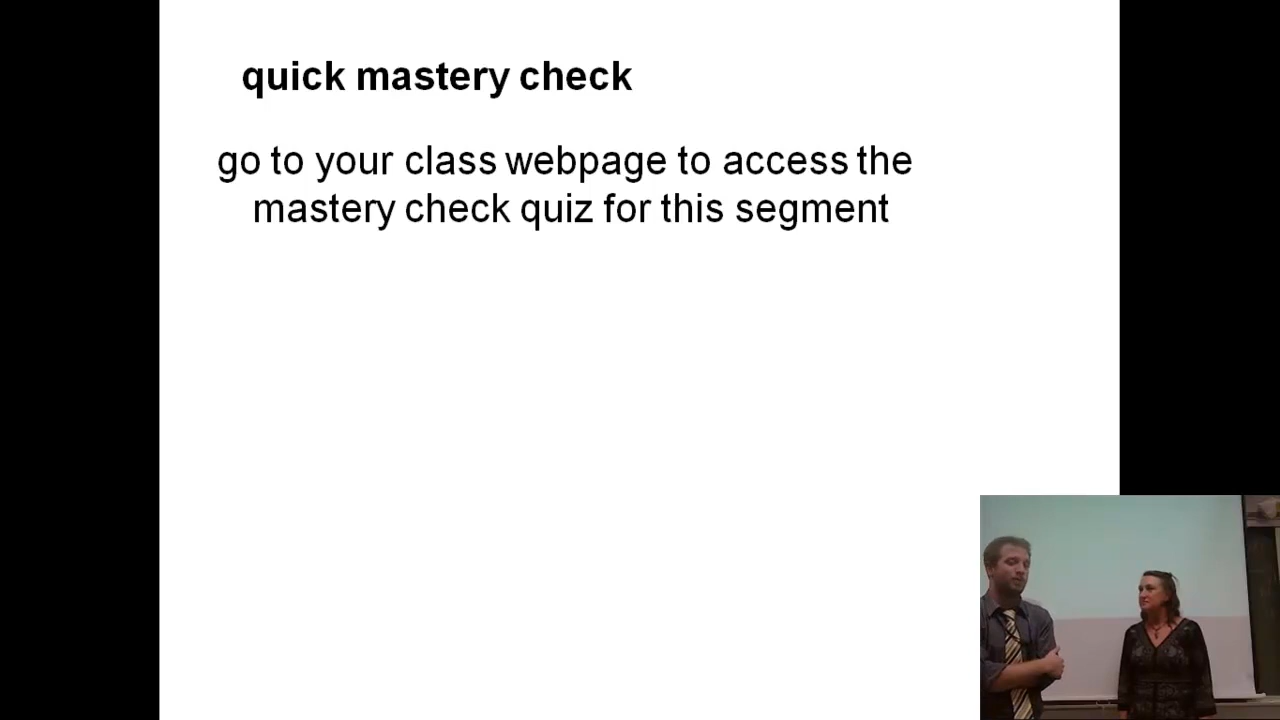 quick mastery check
go to your class webpage to access the
mastery check quiz for this segment